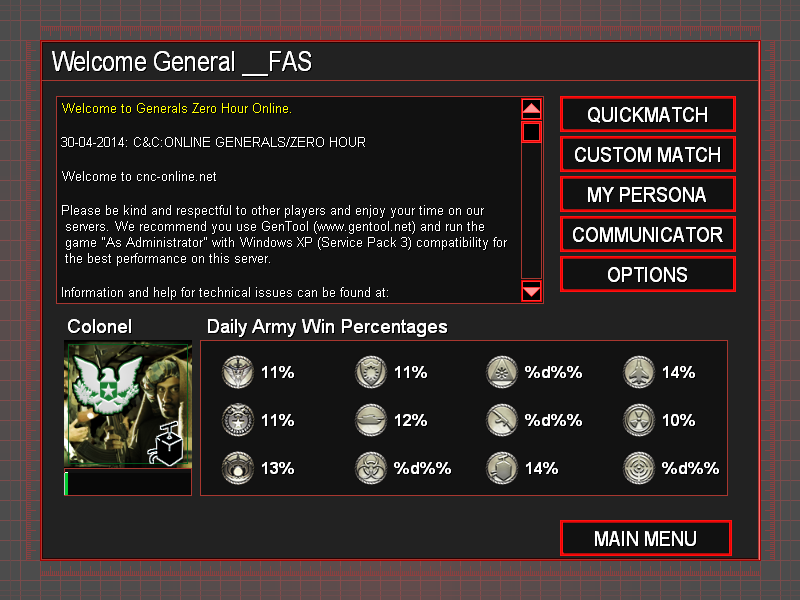 Welcome General __FAS
Welcome to Generals Zero Hour Online.
30-04-2014: C&C:ONLINE GENERALS/ZERO HOUR
Welcome to cnc-online.net
Please be kind and respectful to other players and enjoy your time on our
servers. We recommend you use GenTool (www.gentool.net) and run the
game "As Administrator" with Windows XP (Service Pack 3) compatibility for
the best performance on this server.
Information and help for technical issues can be found at:
QUICKMATCH
CUSTOM MATCH
MY PERSONA
COMMUNICATOR
OPTIONS
Colonel
Daily Army Win Percentages
11% 11% %d%% 14%
11% 12% %d%% 10%
13% %d%% 14% %d%%
MAIN MENU